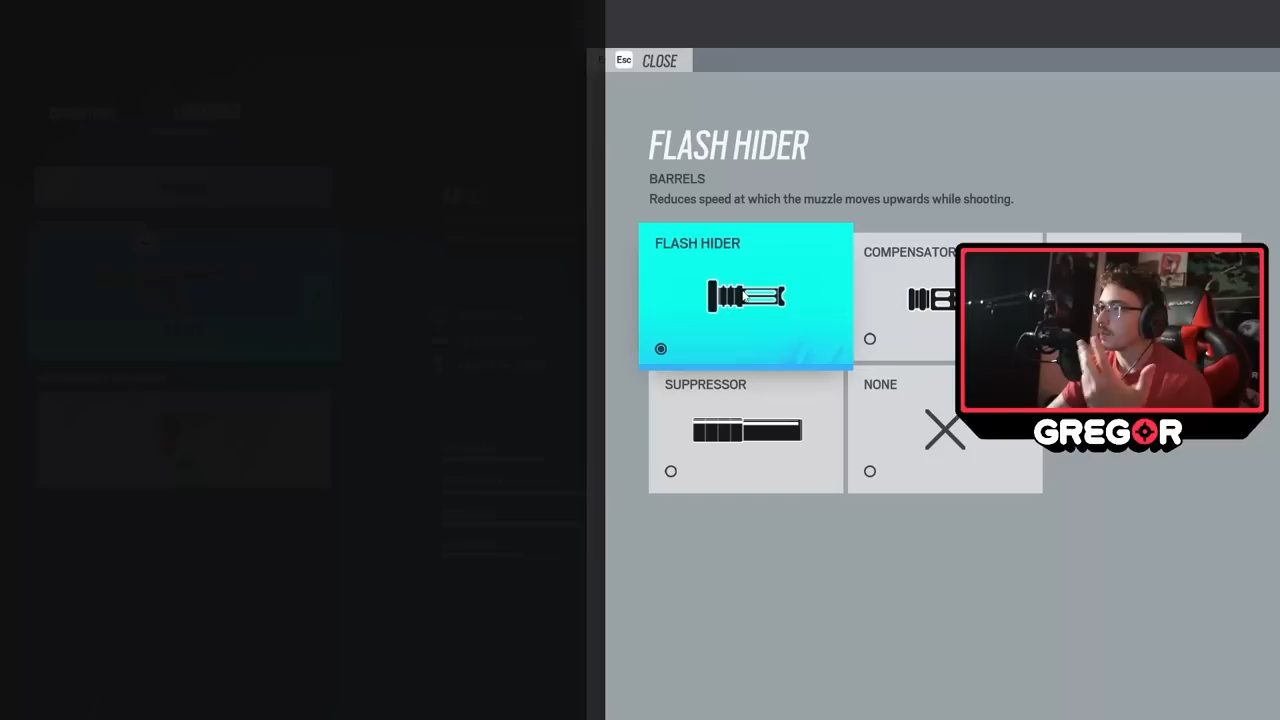 Esc CLOSE
FLASH HIDER
BARRELS
Reduces speed at which the muzzle moves upwards while shooting.
FLASH HIDER
COMPENSATOR
SUPPRESSOR
NONE
GREGOR